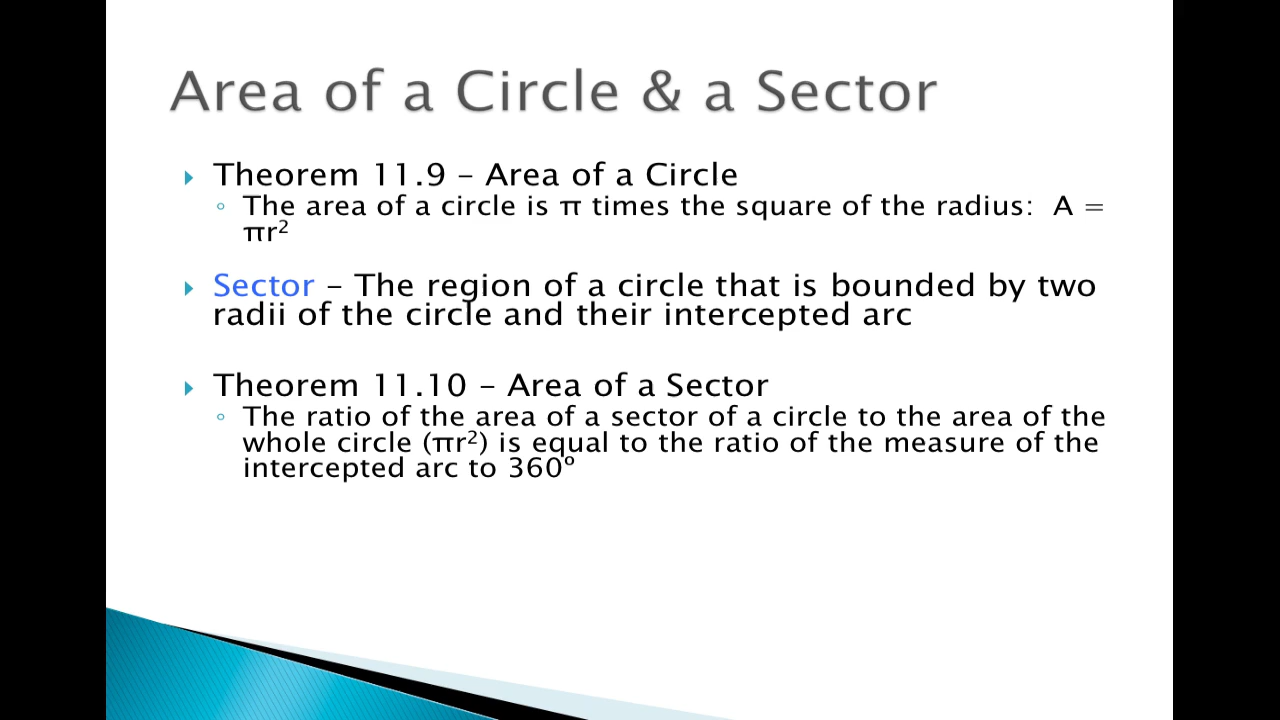 Area of a Circle & a Sector
Theorem 11.9 – Area of a Circle
The area of a circle is π times the square of the radius:  A =
πr²
Sector – The region of a circle that is bounded by two
radii of the circle and their intercepted arc
Theorem 11.10 – Area of a Sector
The ratio of the area of a sector of a circle to the area of the
whole circle (πr²) is equal to the ratio of the measure of the
intercepted arc to 360º